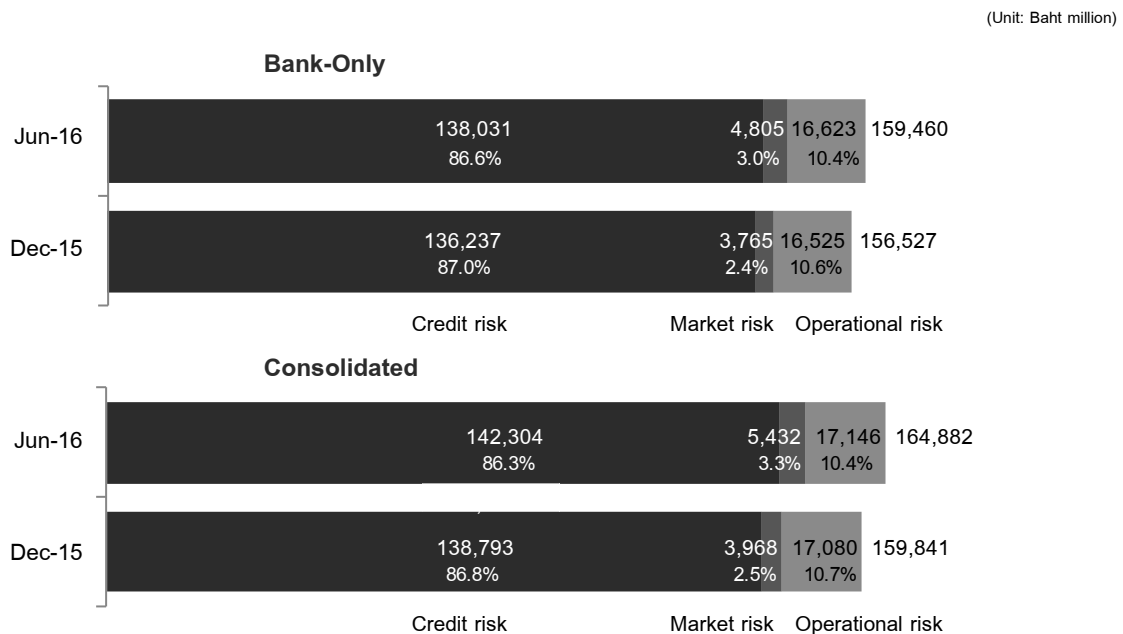 (Unit: Baht million)
Bank-Only
Jun-16
138,031 4,805 16,623 159,460
86.6% 3.0% 10.4%
Dec-15
136,237 3,765 16,525 156,527
87.0% 2.4% 10.6%
Credit risk Market risk Operational risk
Consolidated
Jun-16
142,304 5,432 17,146 164,882
86.3% 3.3% 10.4%
Dec-15
138,793 3,968 17,080 159,841
86.8% 2.5% 10.7%
Credit risk Market risk Operational risk